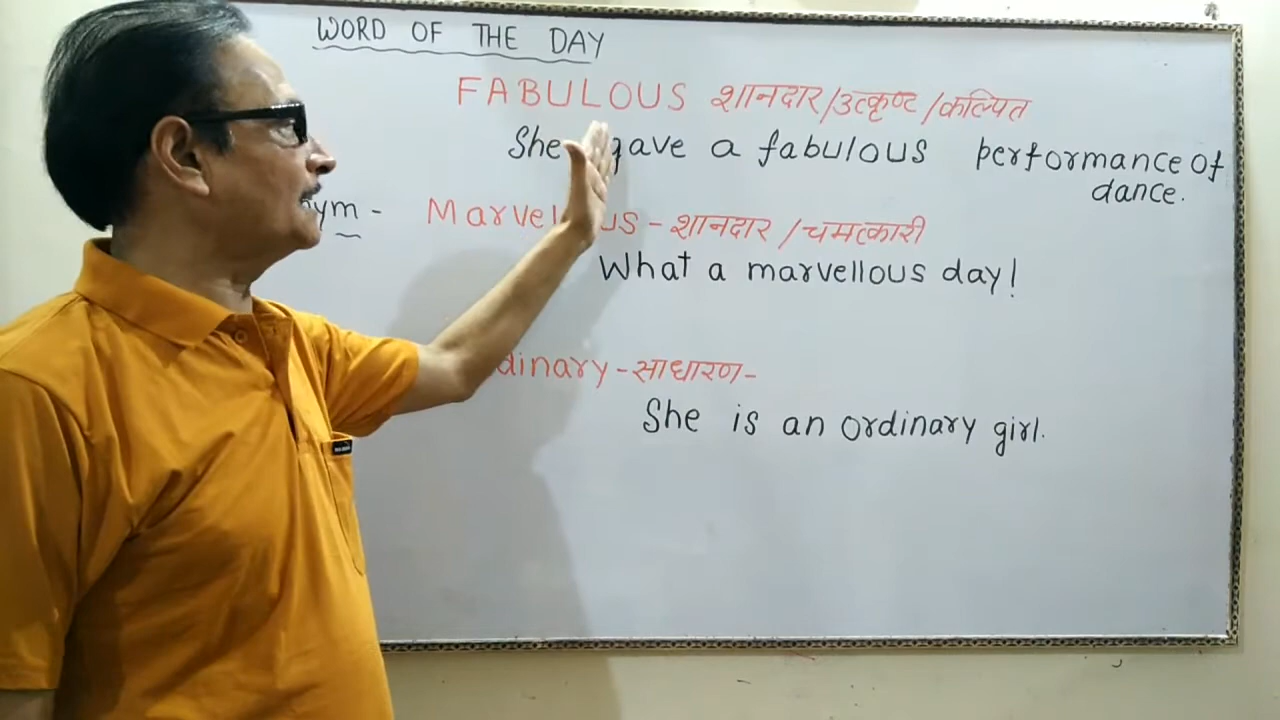 WORD OF THE DAY
FABULOUS शानदार/उत्कृष्ट/कल्पित
She gave a fabulous performance of
dance.
ym - Marvel us - शानदार / चमत्कारी
What a marvellous day!
dinary - साधारण-
She is an ordinary girl.